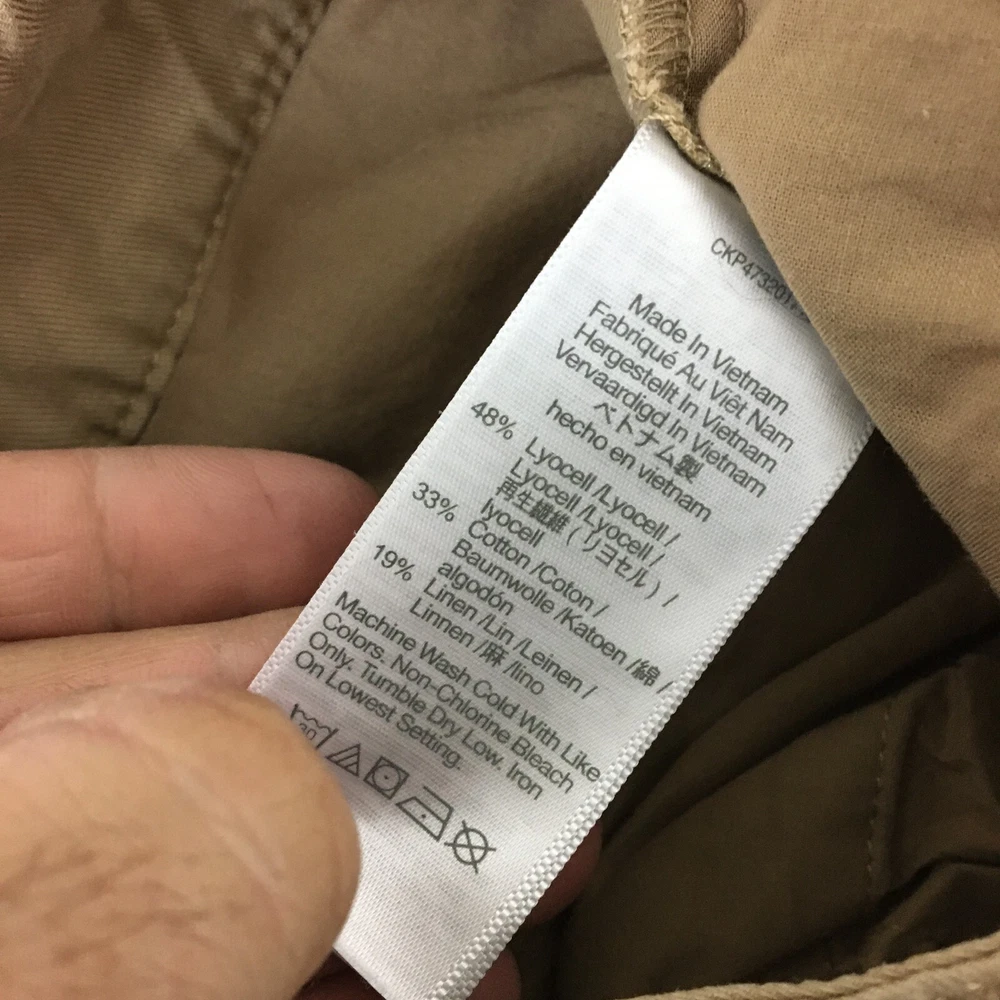 Made In Vietnam
Fabriqué Au Viêt Nam
Hergestellt In Vietnam
Vervaardigd In Vietnam
ベトナム製
hecho en vietnam
48% Lyocell /Lyocell /
Lyocell /Lyocell /
再生繊維 (リヨセル) /
lyocell
33% Cotton /Coton /
Baumwolle /Katoen /綿 /
algodón
19% Linen /Lin /Leinen /
Linnen /麻 /lino
Machine Wash Cold With Like
Colors. Non-Chlorine Bleach
Only. Tumble Dry Low. Iron
On Lowest Setting.